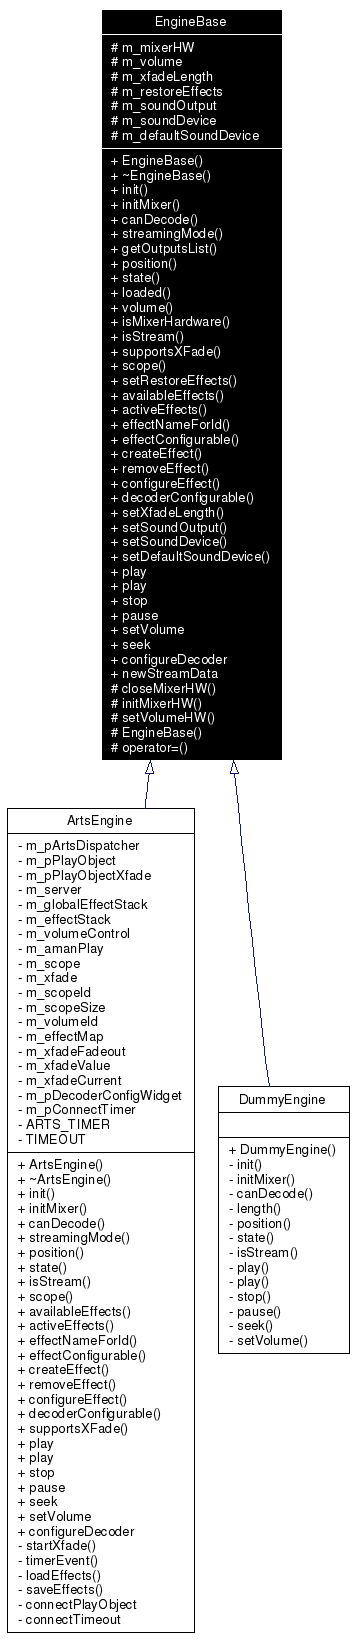 EngineBase
# m_mixerHW
# m_volume
# m_xfadeLength
# m_restoreEffects
# m_soundOutput
# m_soundDevice
# m_defaultSoundDevice
+ EngineBase()
+ ~EngineBase()
+ init()
+ initMixer()
+ canDecode()
+ streamingMode()
+ getOutputsList()
+ position()
+ state()
+ loaded()
+ volume()
+ isMixerHardware()
+ isStream()
+ supportsXFade()
+ scope()
+ setRestoreEffects()
+ availableEffects()
+ activeEffects()
+ effectNameForId()
+ effectConfigurable()
+ createEffect()
+ removeEffect()
+ configureEffect()
+ decoderConfigurable()
+ setXfadeLength()
+ setSoundOutput()
+ setSoundDevice()
+ setDefaultSoundDevice()
+ play
+ play
+ stop
+ pause
+ setVolume
+ seek
+ configureDecoder
+ newStreamData
# closeMixerHW()
# initMixerHW()
# setVolumeHW()
# EngineBase()
# operator=()
ArtsEngine
- m_pArtsDispatcher
- m_pPlayObject
- m_pPlayObjectXfade
- m_server
- m_globalEffectStack
- m_effectStack
- m_volumeControl
- m_amanPlay
- m_scope
- m_xfade
- m_scopeId
- m_scopeSize
- m_volumeId
- m_effectMap
- m_xfadeFadeout
- m_xfadeValue
- m_xfadeCurrent
- m_pDecoderConfigWidget
- m_pConnectTimer
- ARTS_TIMER
- TIMEOUT
+ ArtsEngine()
+ ~ArtsEngine()
+ init()
+ initMixer()
+ canDecode()
+ streamingMode()
+ position()
+ state()
+ isStream()
+ scope()
+ availableEffects()
+ activeEffects()
+ effectNameForId()
+ effectConfigurable()
+ createEffect()
+ removeEffect()
+ configureEffect()
+ decoderConfigurable()
+ supportsXFade()
+ play
+ play
+ stop
+ pause
+ seek
+ setVolume
+ configureDecoder
- startXfade()
- timerEvent()
- loadEffects()
- saveEffects()
- connectPlayObject
- connectTimeout
DummyEngine
+ DummyEngine()
- init()
- initMixer()
- canDecode()
- length()
- position()
- state()
- isStream()
- play()
- play()
- stop()
- pause()
- seek()
- setVolume()